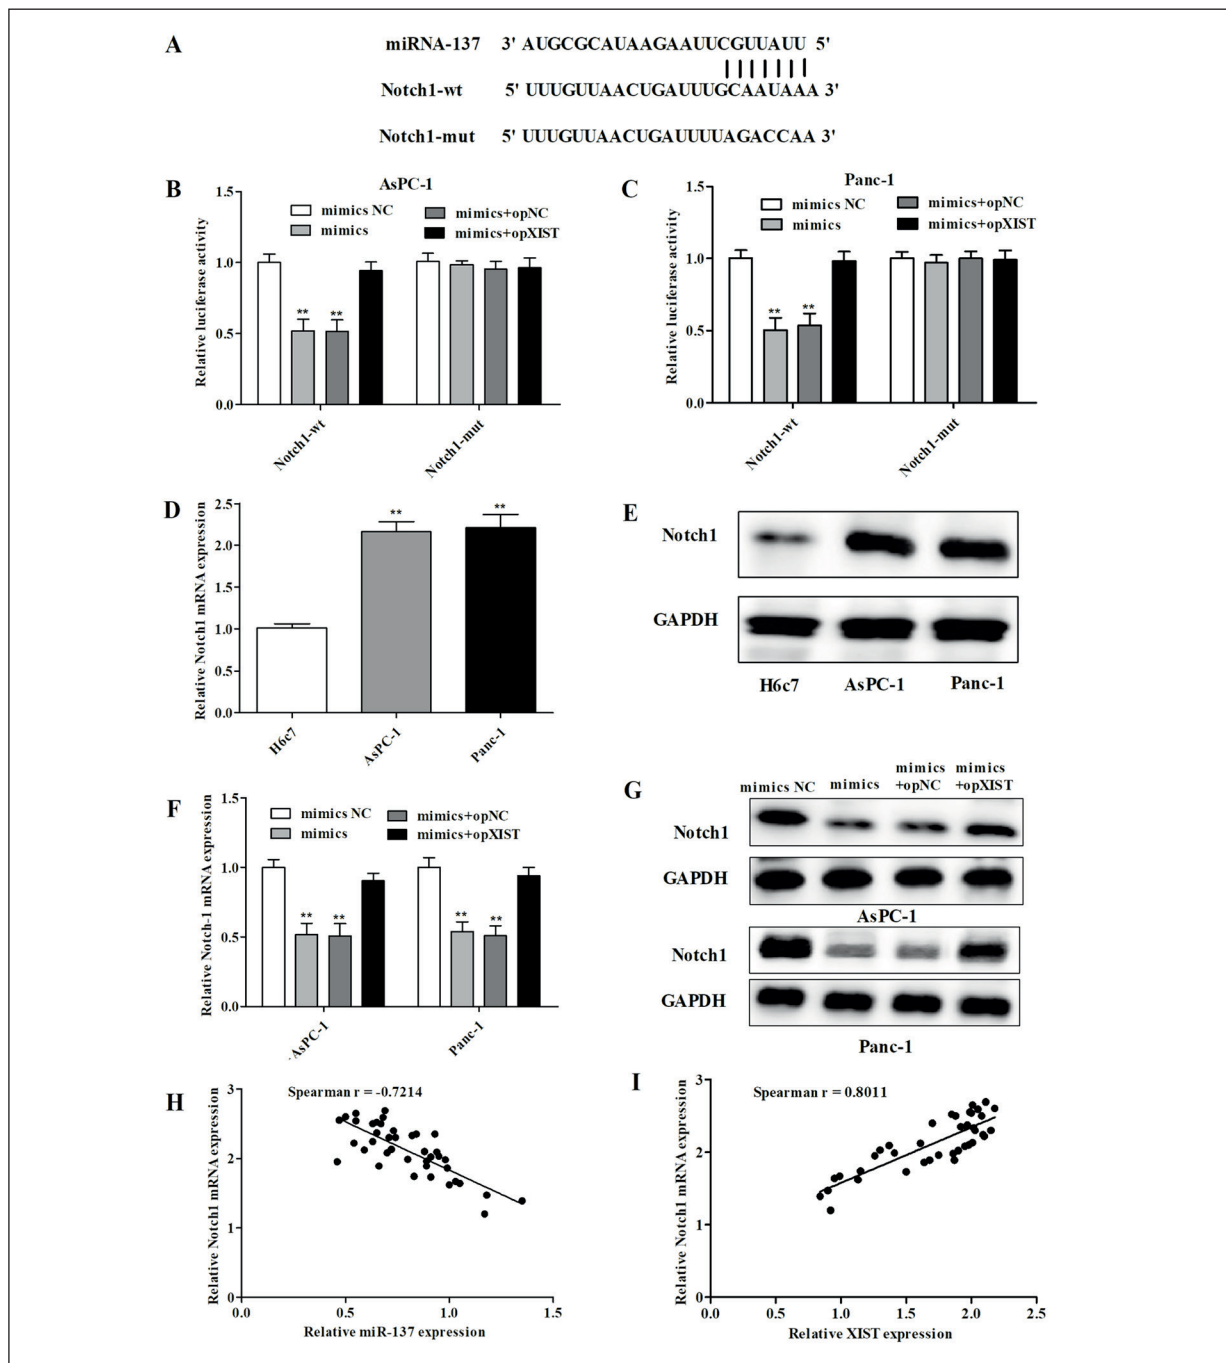 A
miRNA-137 3' AUGCGCAUAAGAAUUCGUUAUU 5'
Notch1-wt 5' UUUGUUAACUGAUUUGCAAUAAA 3'
Notch1-mut 5' UUUGUUAACUGAUUUUAGACCAA 3'
B
AsPC-1
mimics NC
mimics
mimics+opNC
mimics+opXIST
Relative luciferase activity
1.5
1.0
0.5
0.0
** **
Notch1-wt
Notch1-mut
C
Panc-1
mimics NC
mimics
mimics+opNC
mimics+opXIST
Relative luciferase activity
1.5
1.0
0.5
0.0
** **
Notch1-wt
Notch1-mut
D
Relative Notch1 mRNA expression
2.5
2.0
1.5
1.0
0.5
0.0
** **
H6c7
AsPC-1
Panc-1
E
Notch1
GAPDH
H6c7 AsPC-1 Panc-1
F
mimics NC
mimics
mimics+opNC
mimics+opXIST
Relative Notch-1 mRNA expression
1.5
1.0
0.5
0.0
** ** ** **
AsPC-1
Panc-1
G
mimics NC
mimics
mimics
+opNC
mimics
+opXIST
Notch1
GAPDH
AsPC-1
Notch1
GAPDH
Panc-1
H
Spearman r = -0.7214
Relative Notch1 mRNA expression
3
2
1
0
0.0 0.5 1.0 1.5
Relative miR-137 expression
I
Spearman r = 0.8011
Relative Notch1 mRNA expression
3
2
1
0
0.0 0.5 1.0 1.5 2.0 2.5
Relative XIST expression